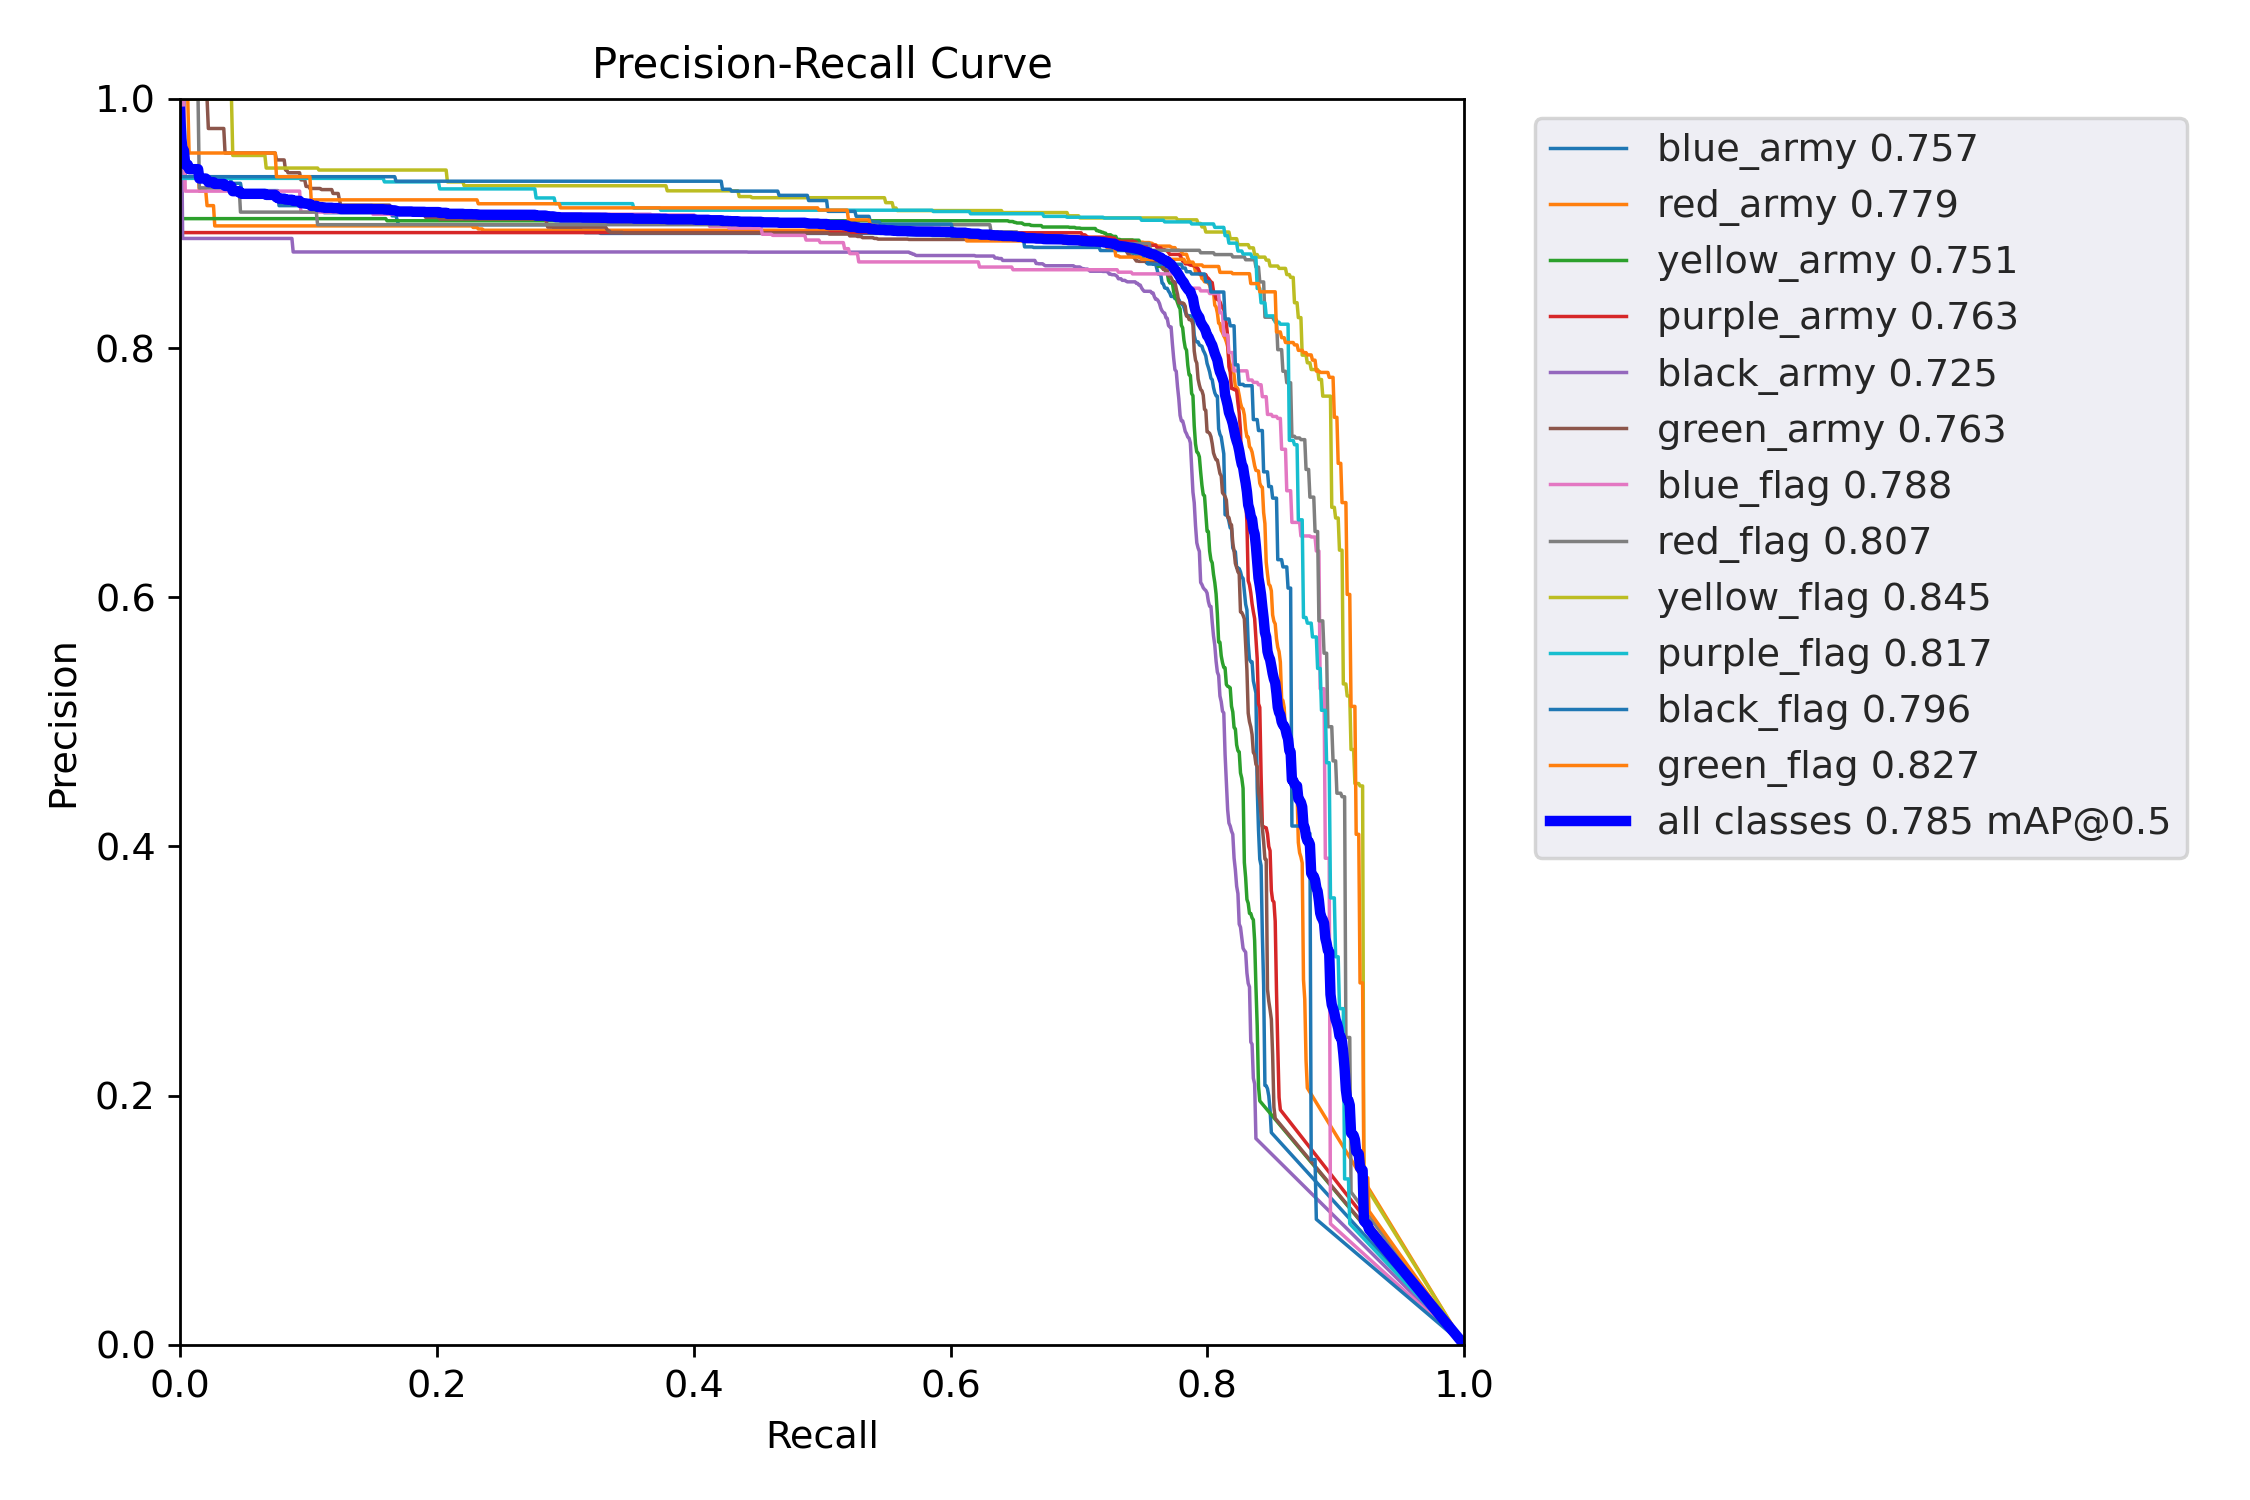 Precision-Recall Curve
1.0
0.8
0.6
0.4
0.2
0.0
Precision
0.0 0.2 0.4 0.6 0.8 1.0
Recall
blue_army 0.757
red_army 0.779
yellow_army 0.751
purple_army 0.763
black_army 0.725
green_army 0.763
blue_flag 0.788
red_flag 0.807
yellow_flag 0.845
purple_flag 0.817
black_flag 0.796
green_flag 0.827
all classes 0.785 mAP@0.5